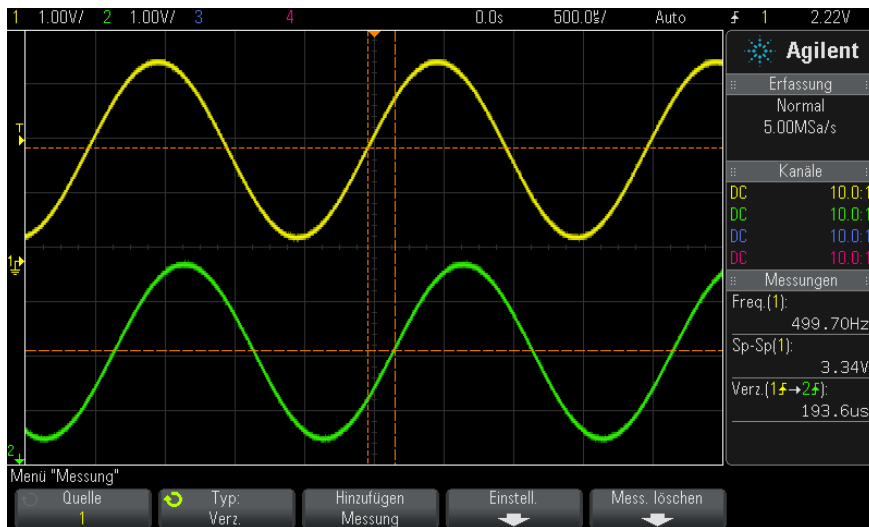 1 1.00V/ 2 1.00V/ 3 4 0.0s 500.0㎲/ Auto 1 2.22V
Agilent
Erfassung
Normal
5.00MSa/s
Kanäle
DC 10.0:1
DC 10.0:1
DC 10.0:1
DC 10.0:1
Messungen
Freq.(1):
499.70Hz
Sp-Sp(1):
3.34V
Verz.(1→2):
193.6us
T
1
2
Menü "Messung"
Quelle
1
Typ:
Verz.
Hinzufügen
Messung
Einstell.
Mess. löschen